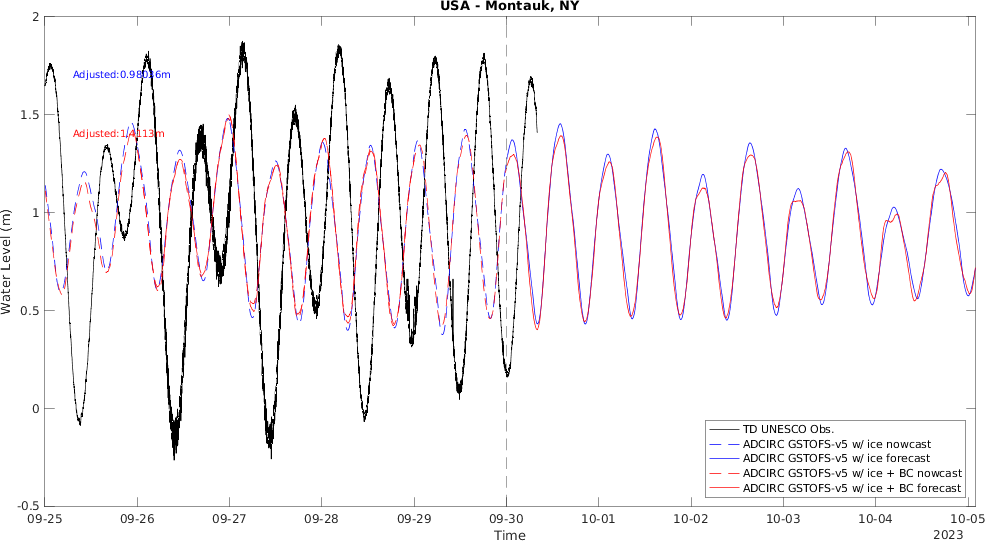 USA - Montauk, NY
2
1.5
1
0.5
0
-0.5
Water Level (m)
Adjusted:0.98036m
Adjusted:1.4113m
TD UNESCO Obs.
ADCIRC GSTOFS-v5 w/ ice nowcast
ADCIRC GSTOFS-v5 w/ ice forecast
ADCIRC GSTOFS-v5 w/ ice + BC nowcast
ADCIRC GSTOFS-v5 w/ ice + BC forecast
09-25 09-26 09-27 09-28 09-29 09-30 10-01 10-02 10-03 10-04 10-05
Time
2023